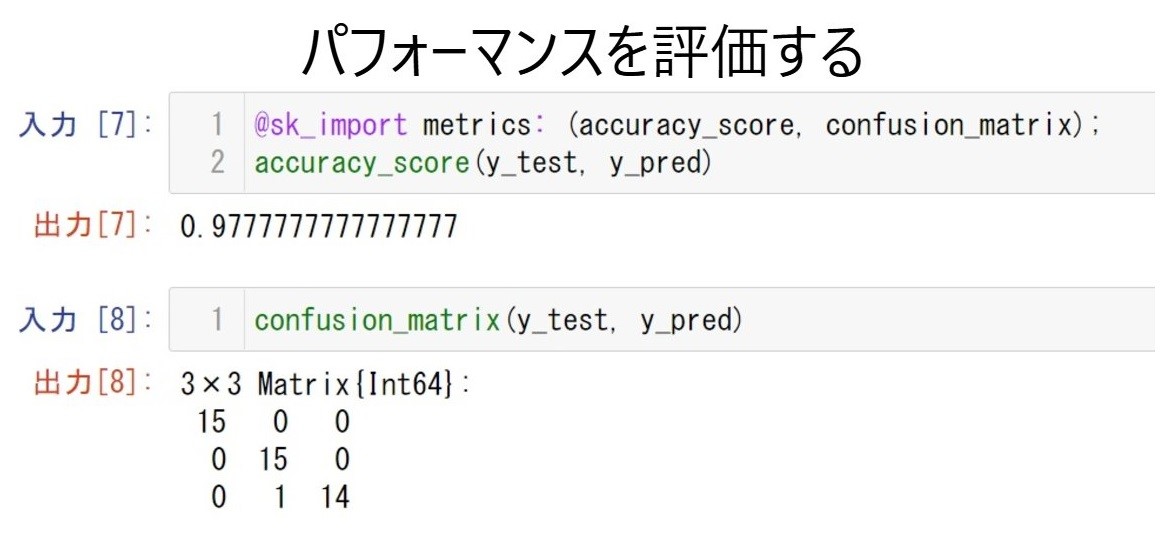 パフォーマンスを評価する
入力 [7]:
1 @sk_import metrics: (accuracy_score, confusion_matrix);
2 accuracy_score(y_test, y_pred)
出力[7]: 0.9777777777777777
入力 [8]:
1 confusion_matrix(y_test, y_pred)
出力[8]: 3×3 Matrix{Int64}:
15 0 0
0 15 0
0 1 14